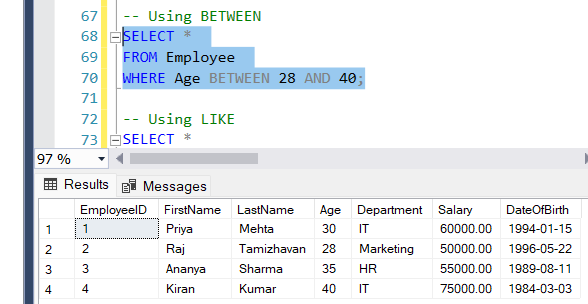 67 -- Using BETWEEN
68 SELECT *
69 FROM Employee
70 WHERE Age BETWEEN 28 AND 40;
71
72 -- Using LIKE
73 SELECT *
97 %
Results Messages
EmployeeID FirstName LastName Age Department Salary DateOfBirth
1 1 Priya Mehta 30 IT 60000.00 1994-01-15
2 2 Raj Tamizhavan 28 Marketing 50000.00 1996-05-22
3 3 Ananya Sharma 35 HR 55000.00 1989-08-11
4 4 Kiran Kumar 40 IT 75000.00 1984-03-03